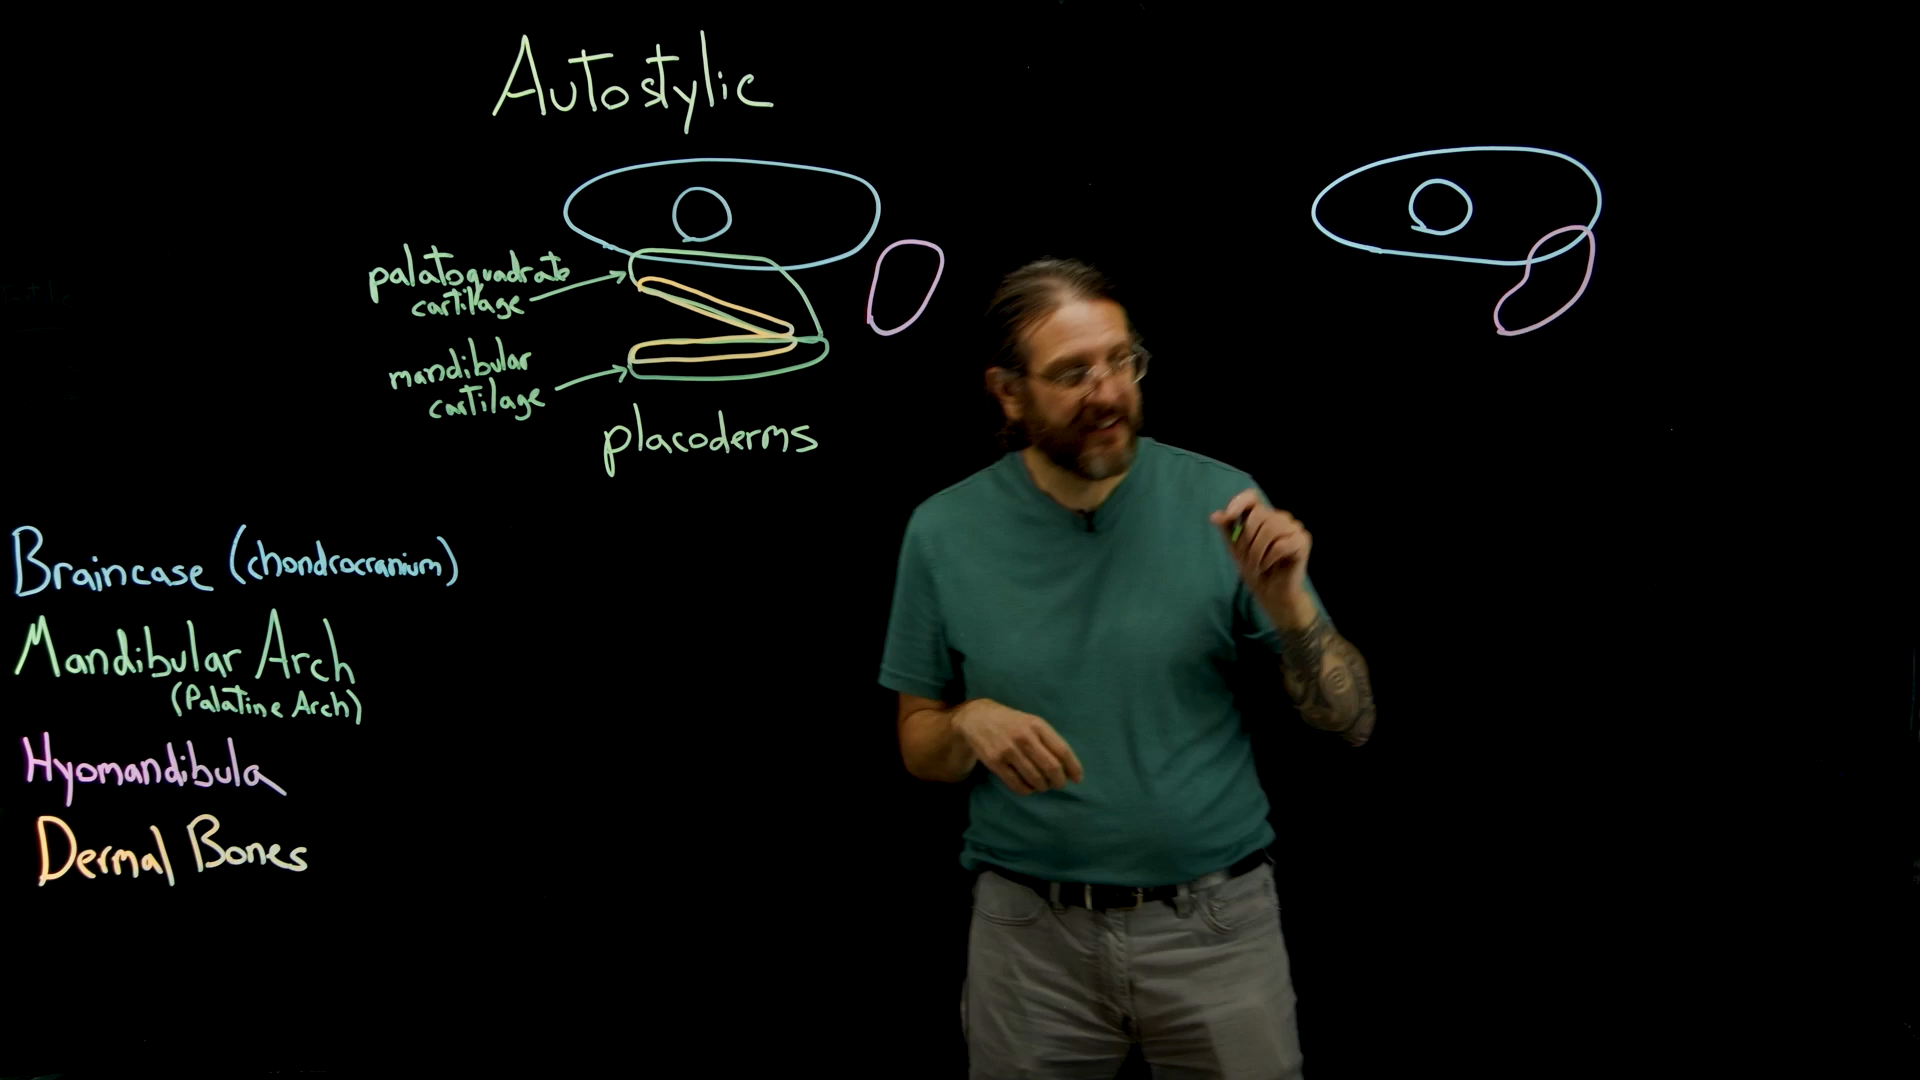 Autostylic
palatoquadrate
cartilage
mandibular
cartilage
placoderms
Braincase (chondrocranium)
Mandibular Arch
(Palatine Arch)
Hyomandibula
Dermal Bones